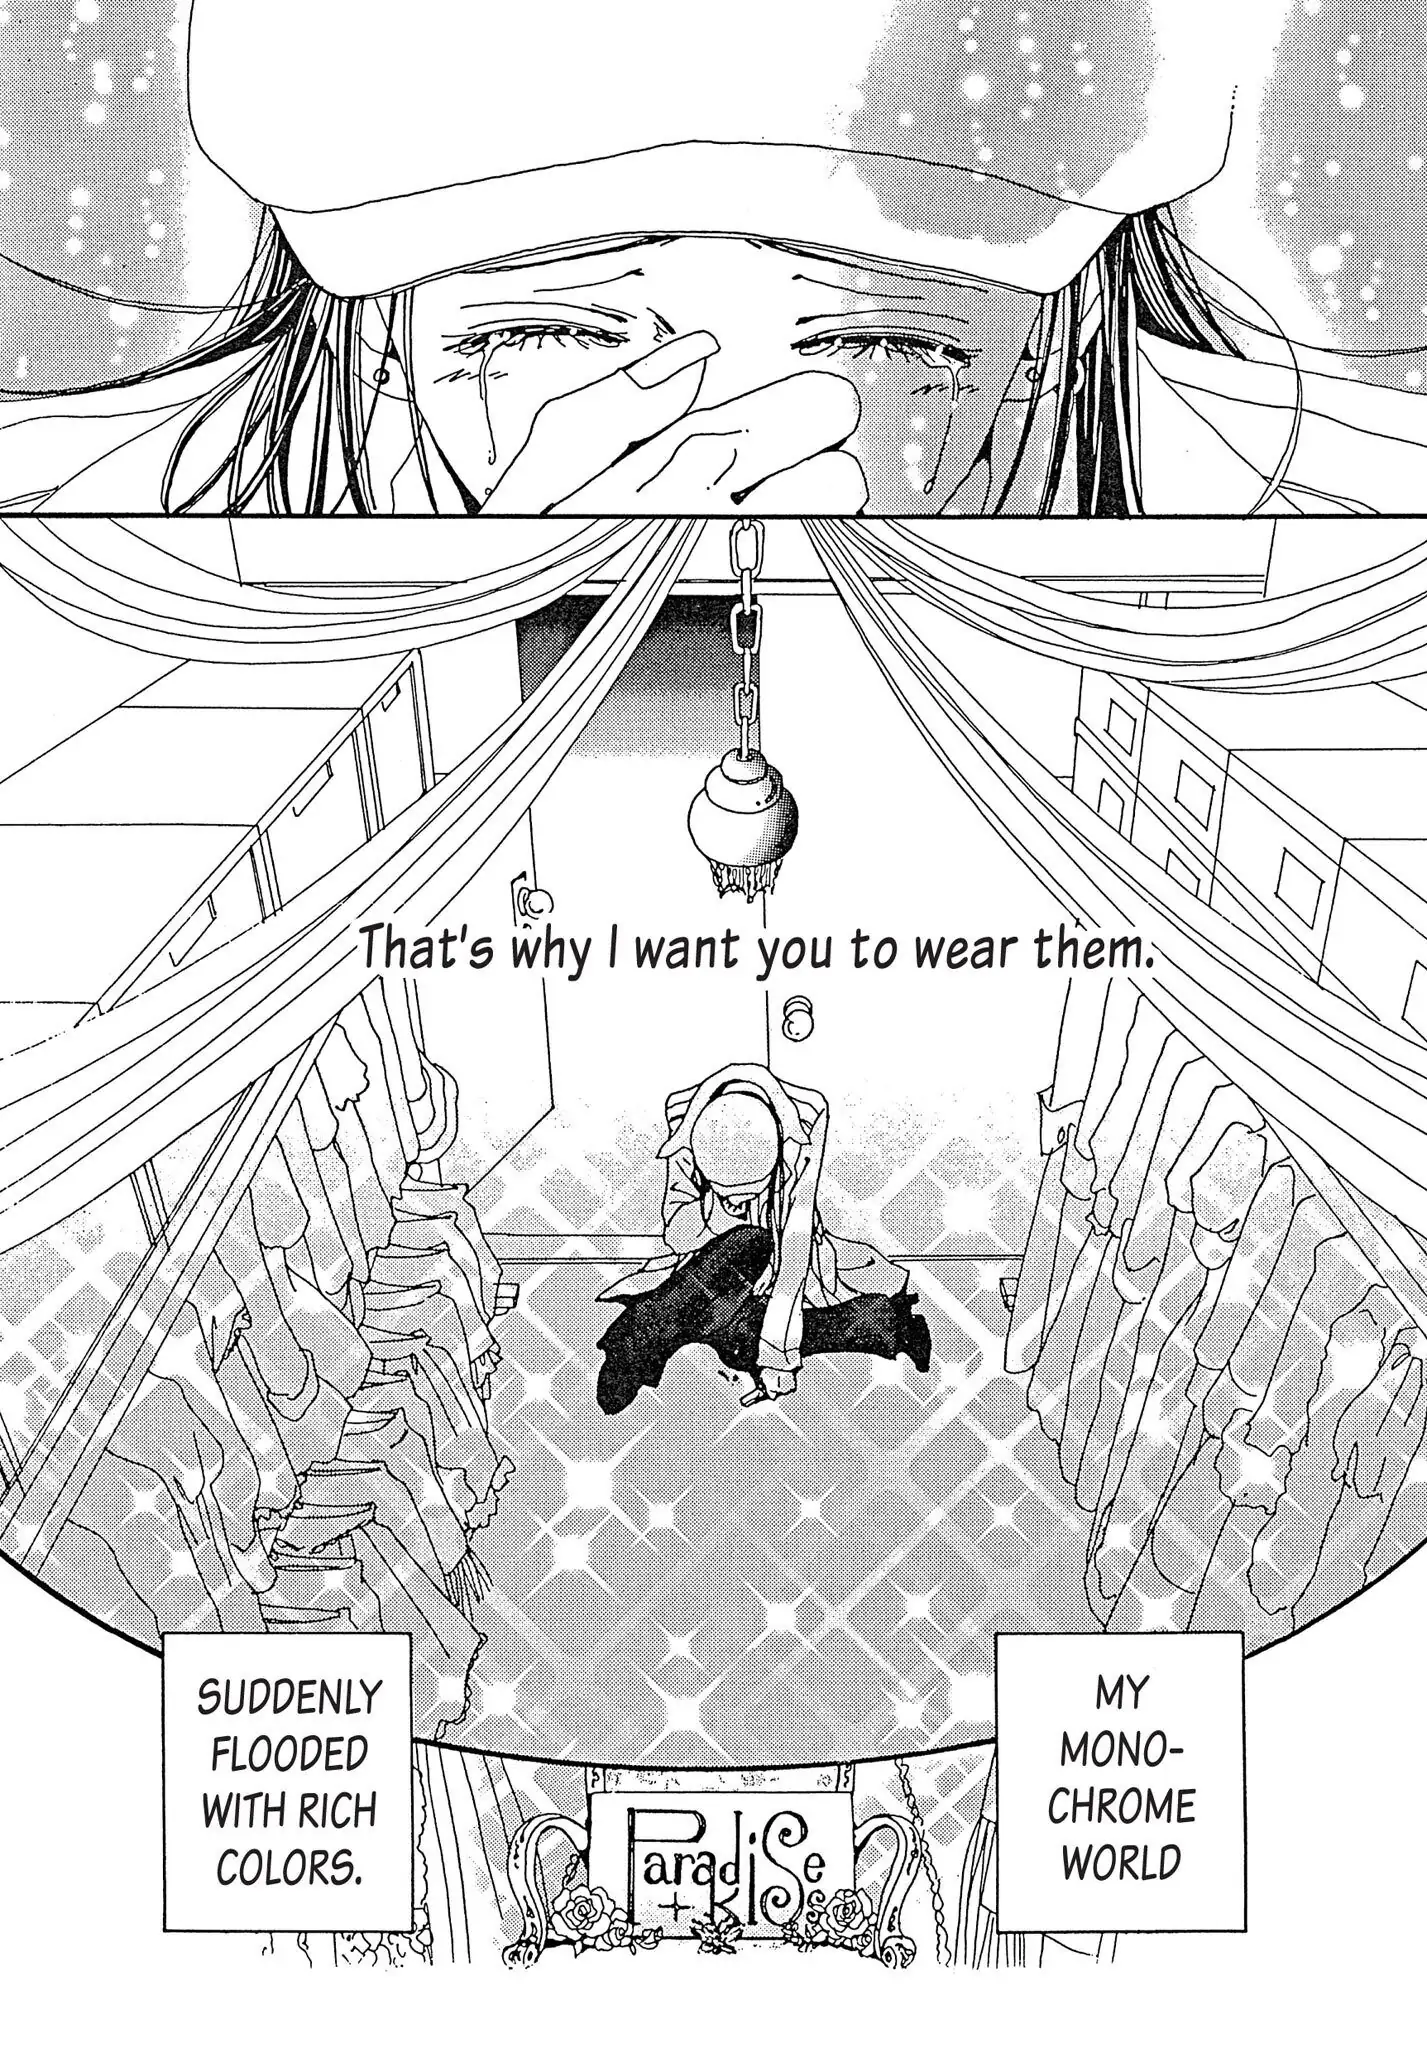 That's why I want you to wear them.
MY
MONO-
CHROME
WORLD
SUDDENLY
FLOODED
WITH RICH
COLORS.
ParadiSe
KiSS